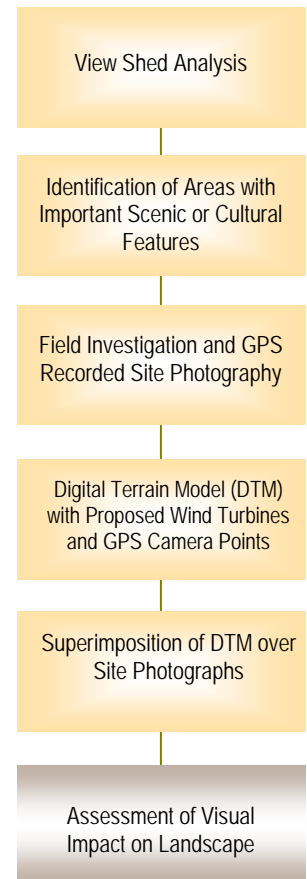 View Shed Analysis
Identification of Areas with
Important Scenic or Cultural
Features
Field Investigation and GPS
Recorded Site Photography
Digital Terrain Model (DTM)
with Proposed Wind Turbines
and GPS Camera Points
Superimposition of DTM over
Site Photographs
Assessment of Visual
Impact on Landscape